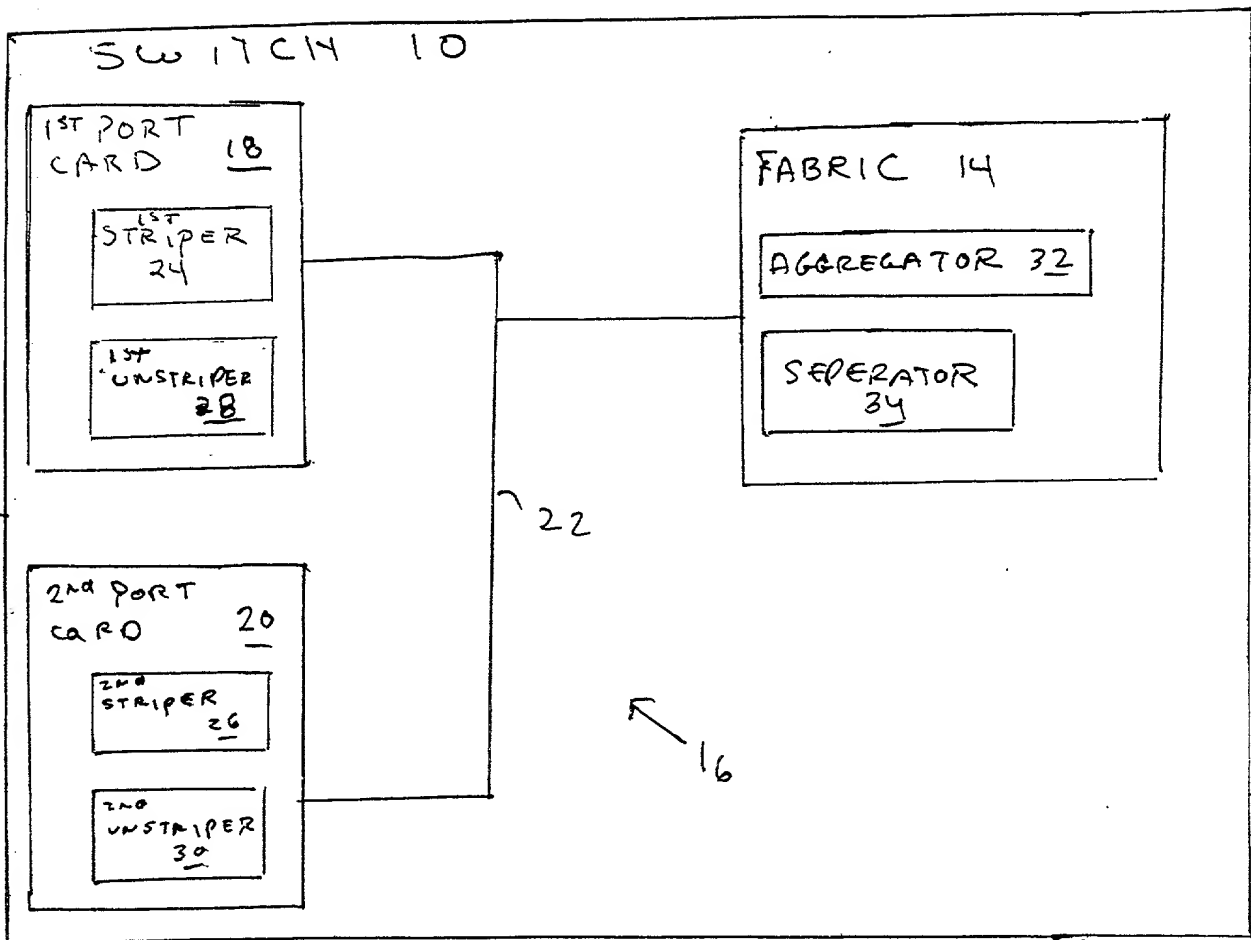 SWITCH 10
1ST PORT
CARD 18
1ST
STRIPER
24
1ST
UNSTRIPER
28
2nd PORT
CARD 20
2ND
STRIPER
26
2ND
UNSTRIPER
30
22
FABRIC 14
AGGREGATOR 32
SEPERATOR
34
16